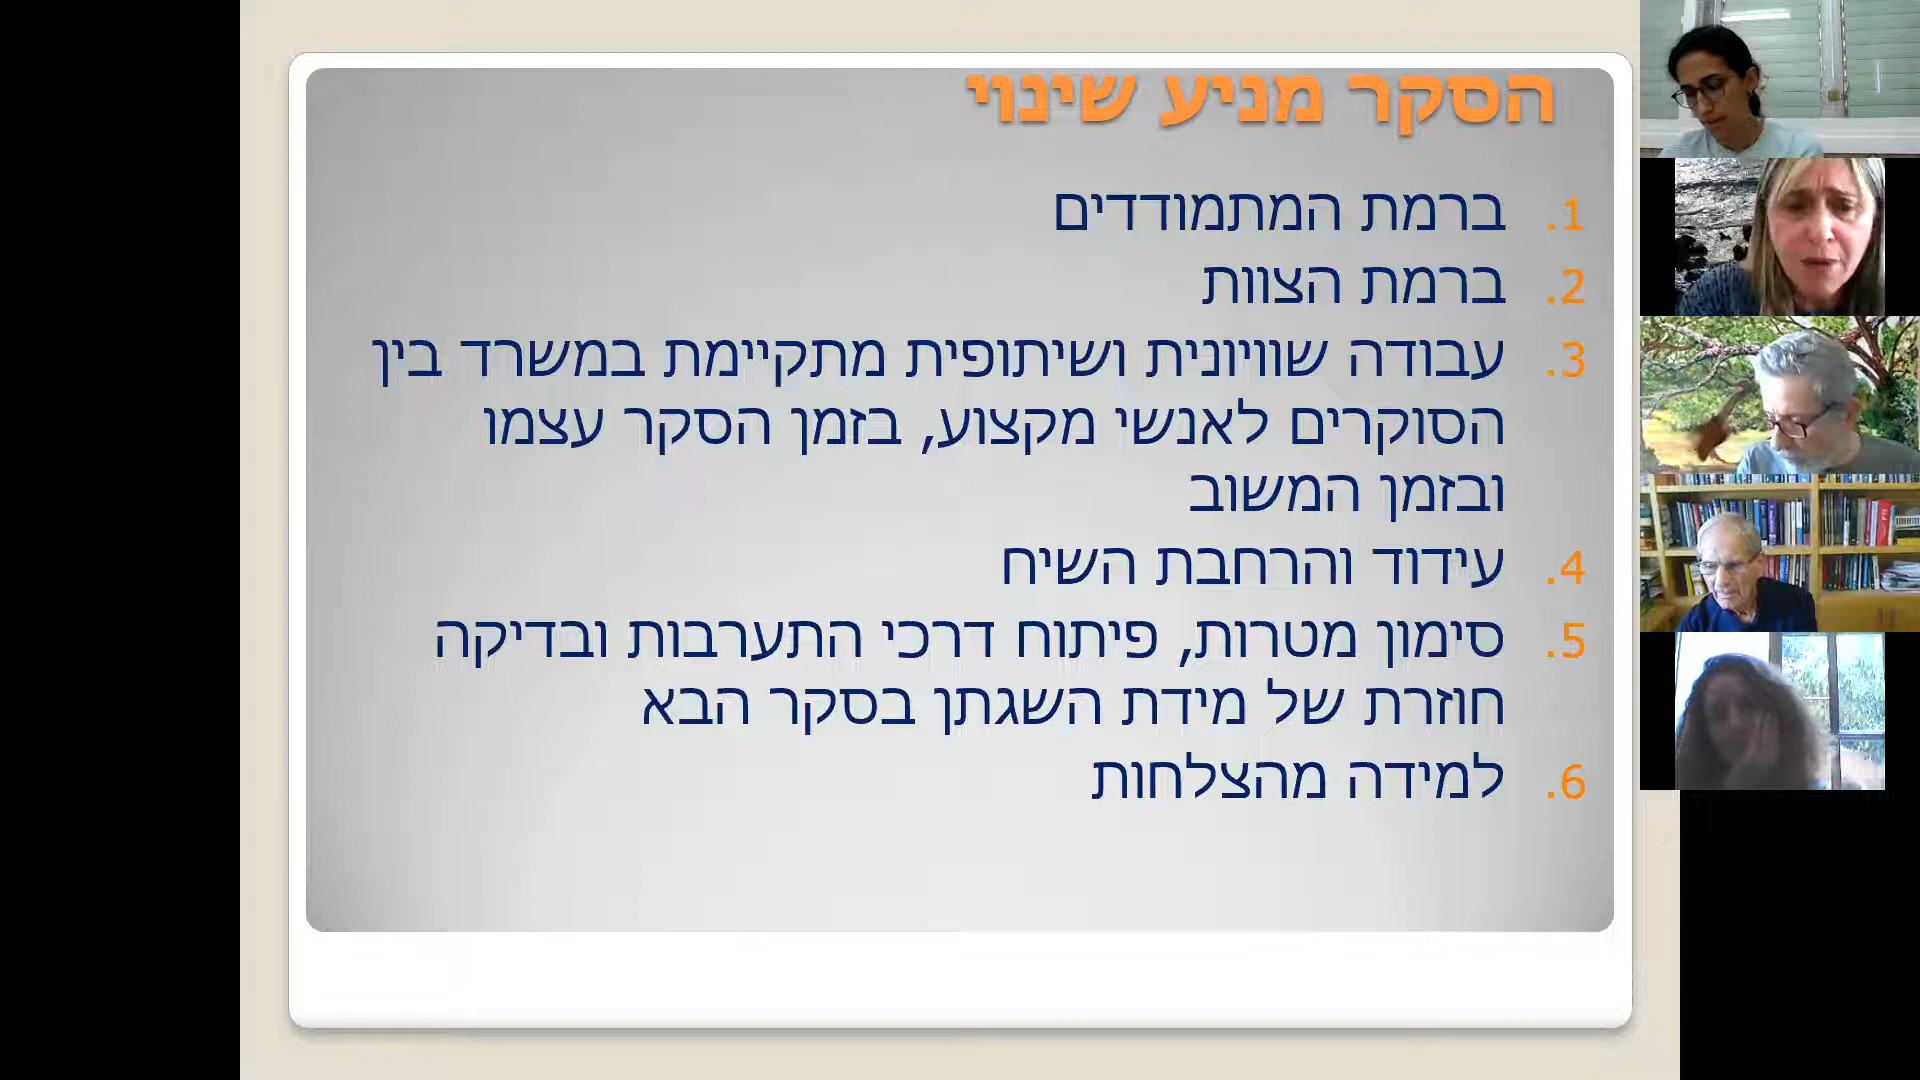 הסקר מניע שינוי
1. ברמת המתמודדים
2. ברמת הצוות
3. עבודה שוויונית ושיתופית מתקיימת במשרד בין
הסוקרים לאנשי מקצוע, בזמן הסקר עצמו
ובזמן המשוב
4. עידוד והרחבת השיח
5. סימון מטרות, פיתוח דרכי התערבות ובדיקה
חוזרת של מידת השגתן בסקר הבא
6. למידה מהצלחות